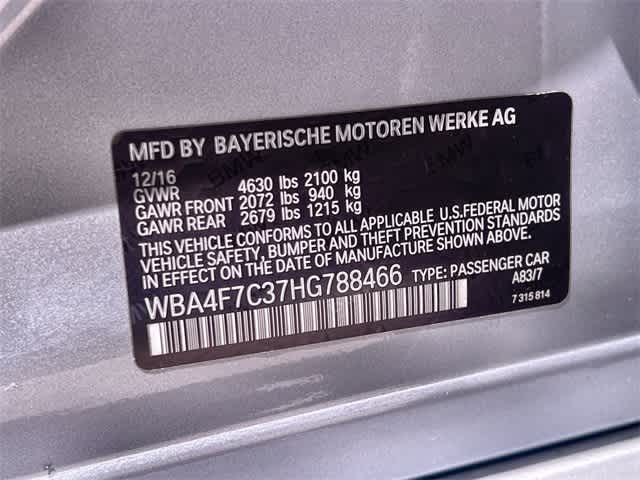 MFD BY BAYERISCHE MOTOREN WERKE AG
12/16
GVWR 4630 lbs 2100 kg
GAWR FRONT 2072 lbs 940 kg
GAWR REAR 2679 lbs 1215 kg
THIS VEHICLE CONFORMS TO ALL APPLICABLE U.S.FEDERAL MOTOR
VEHICLE SAFETY, BUMPER AND THEFT PREVENTION STANDARDS
IN EFFECT ON THE DATE OF MANUFACTURE SHOWN ABOVE.
WBA4F7C37HG788466 TYPE: PASSENGER CAR
A83/7
7 315 814